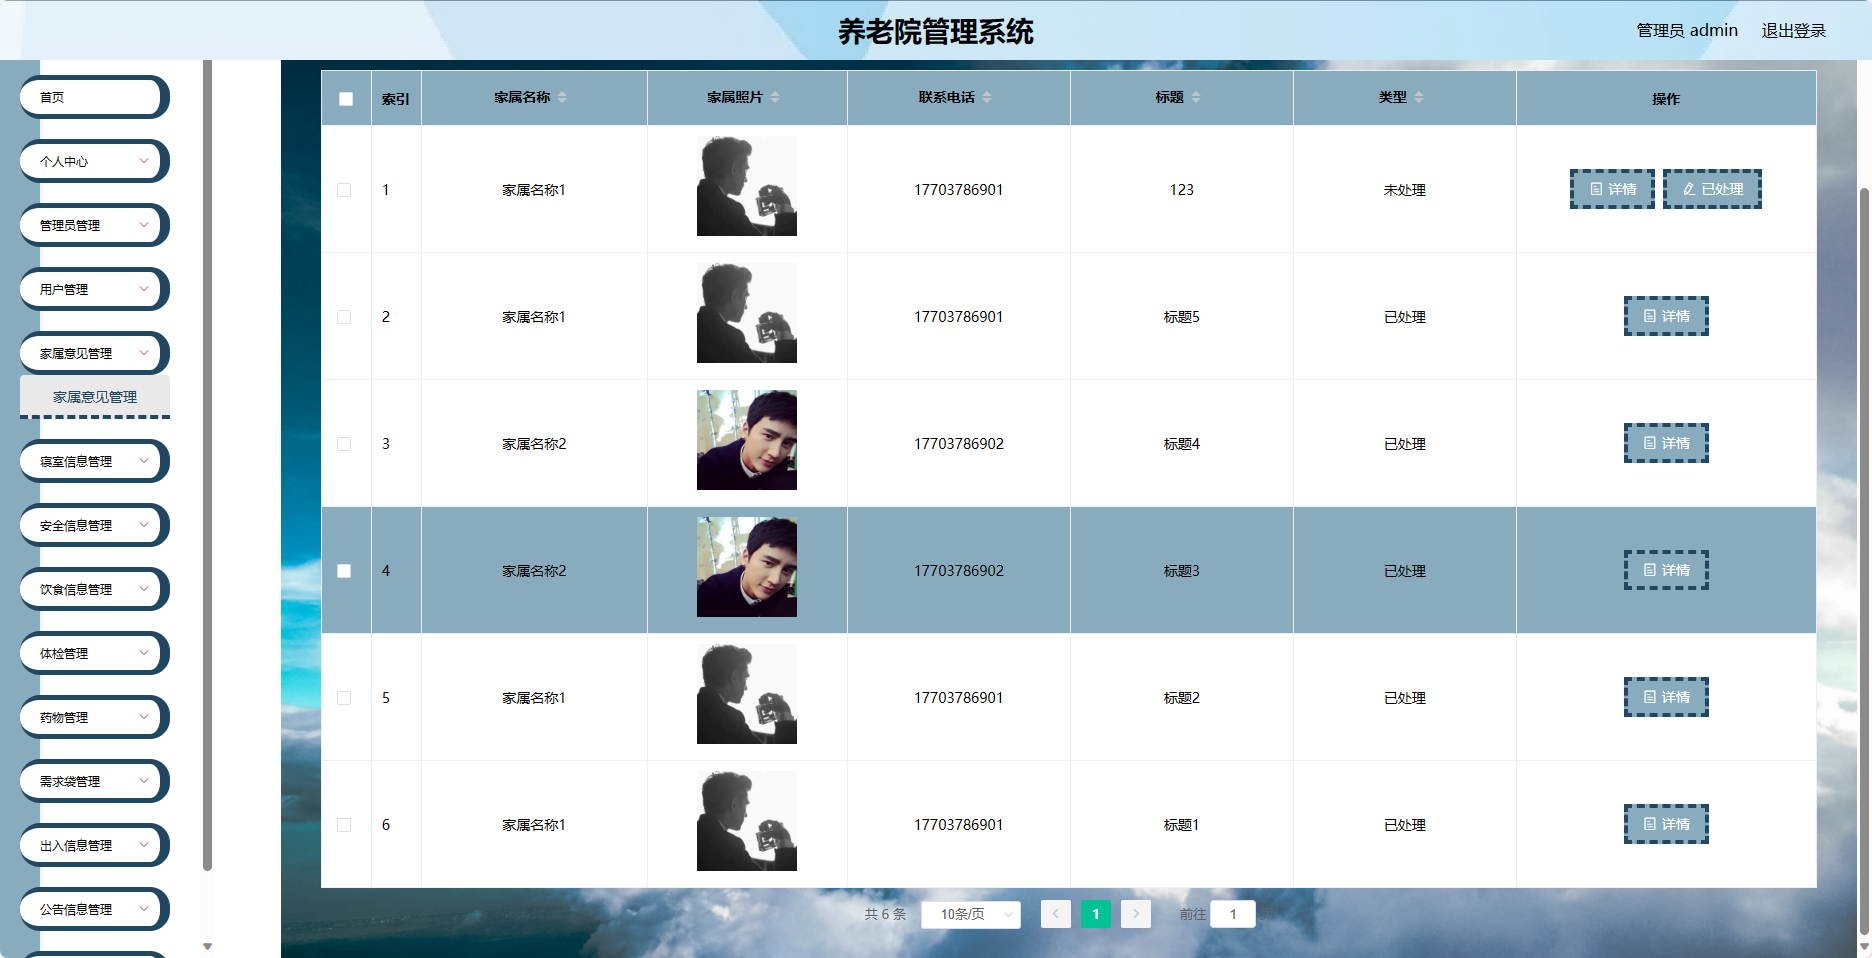 养老院管理系统
管理员 admin 退出登录
首页
个人中心
管理员管理
用户管理
家属意见管理
家属意见管理
寝室信息管理
安全信息管理
饮食信息管理
体检管理
药物管理
需求袋管理
出入信息管理
公告信息管理
索引 家属名称 家属照片 联系电话 标题 类型 操作
1 家属名称1 17703786901 123 未处理 详情 已处理
2 家属名称1 17703786901 标题5 已处理 详情
3 家属名称2 17703786902 标题4 已处理 详情
4 家属名称2 17703786902 标题3 已处理 详情
5 家属名称1 17703786901 标题2 已处理 详情
6 家属名称1 17703786901 标题1 已处理 详情
共 6 条 10条/页 1 前往 1